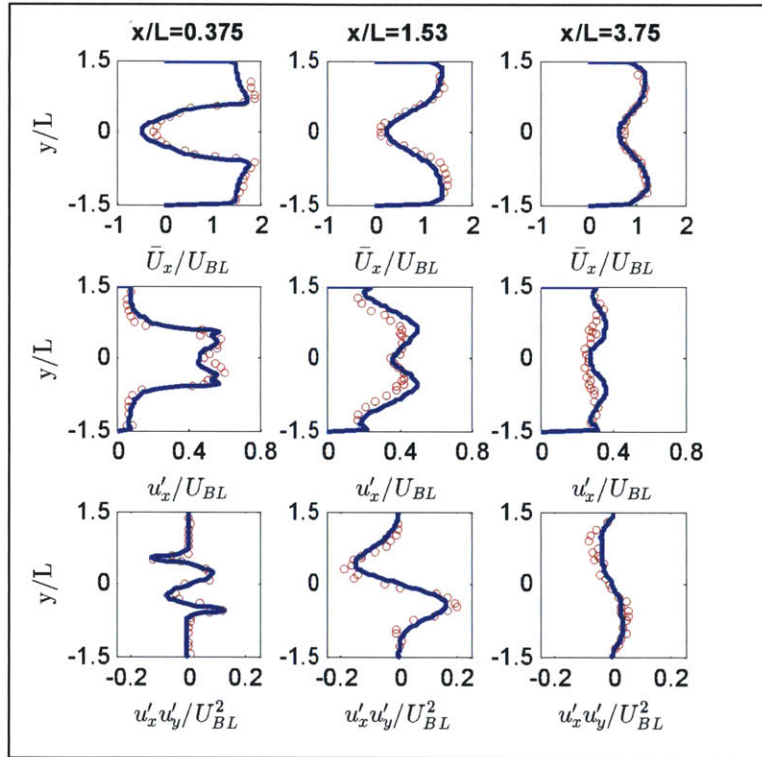 x/L=0.375 x/L=1.53 x/L=3.75
1.5 1.5 1.5
y/L 0 0 0
-1.5 -1.5 -1.5
-1 0 1 2 -1 0 1 2 -1 0 1 2
Ū_x/U_BL Ū_x/U_BL Ū_x/U_BL
1.5 1.5 1.5
y/L 0 0 0
-1.5 -1.5 -1.5
0 0.4 0.8 0 0.4 0.8 0 0.4 0.8
u′_x/U_BL u′_x/U_BL u′_x/U_BL
1.5 1.5 1.5
y/L 0 0 0
-1.5 -1.5 -1.5
-0.2 0 0.2 -0.2 0 0.2 -0.2 0 0.2
u′_x u′_y/U²_BL u′_x u′_y/U²_BL u′_x u′_y/U²_BL